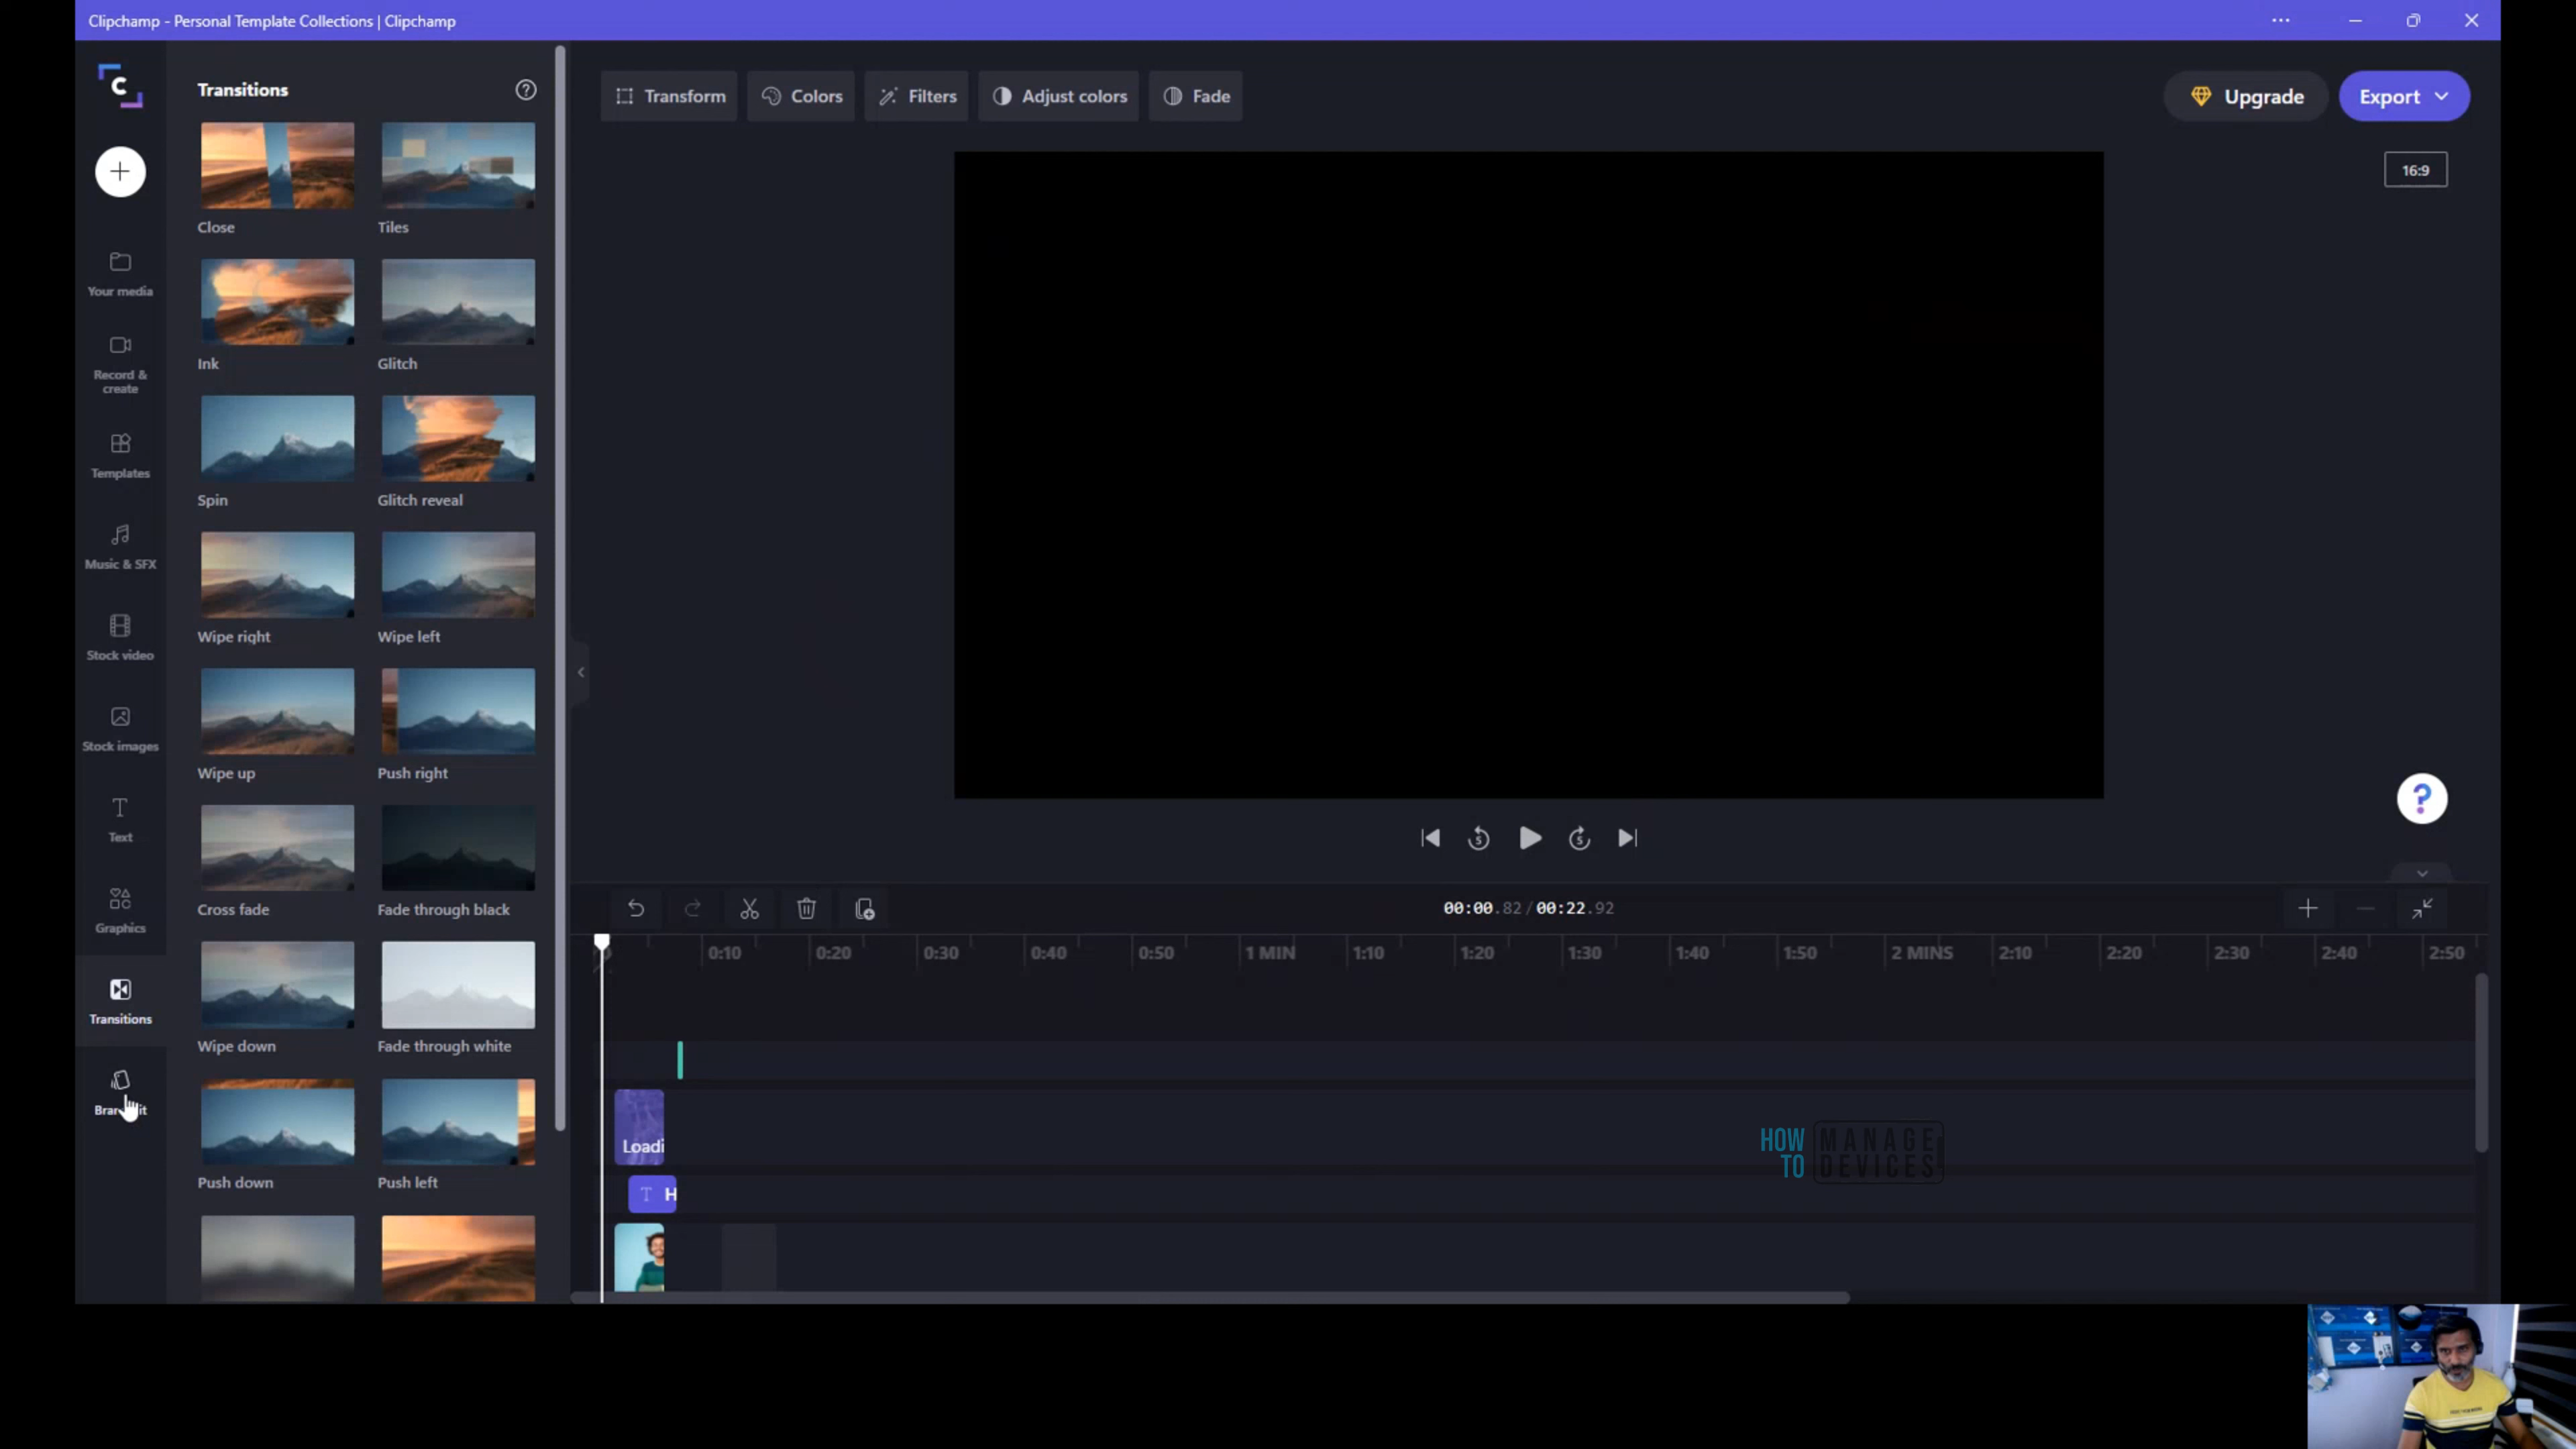 Clipchamp - Personal Template Collections | Clipchamp
Transitions
Close
Tiles
Ink
Glitch
Spin
Glitch reveal
Wipe right
Wipe left
Wipe up
Push right
Cross fade
Fade through black
Wipe down
Fade through white
Push down
Push left
Your media
Record &
create
Templates
Music & SFX
Stock video
Stock images
Text
Graphics
Transitions
Transform
Colors
Filters
Adjust colors
Fade
Upgrade
Export
16:9
00:00.82 / 00:22.92
0:10
0:20
0:30
0:40
0:50
1 MIN
1:10
1:20
1:30
1:40
1:50
2 MINS
2:10
2:20
2:30
2:40
2:50
Loadi
T H
HOW MANAGE
TO DEVICES